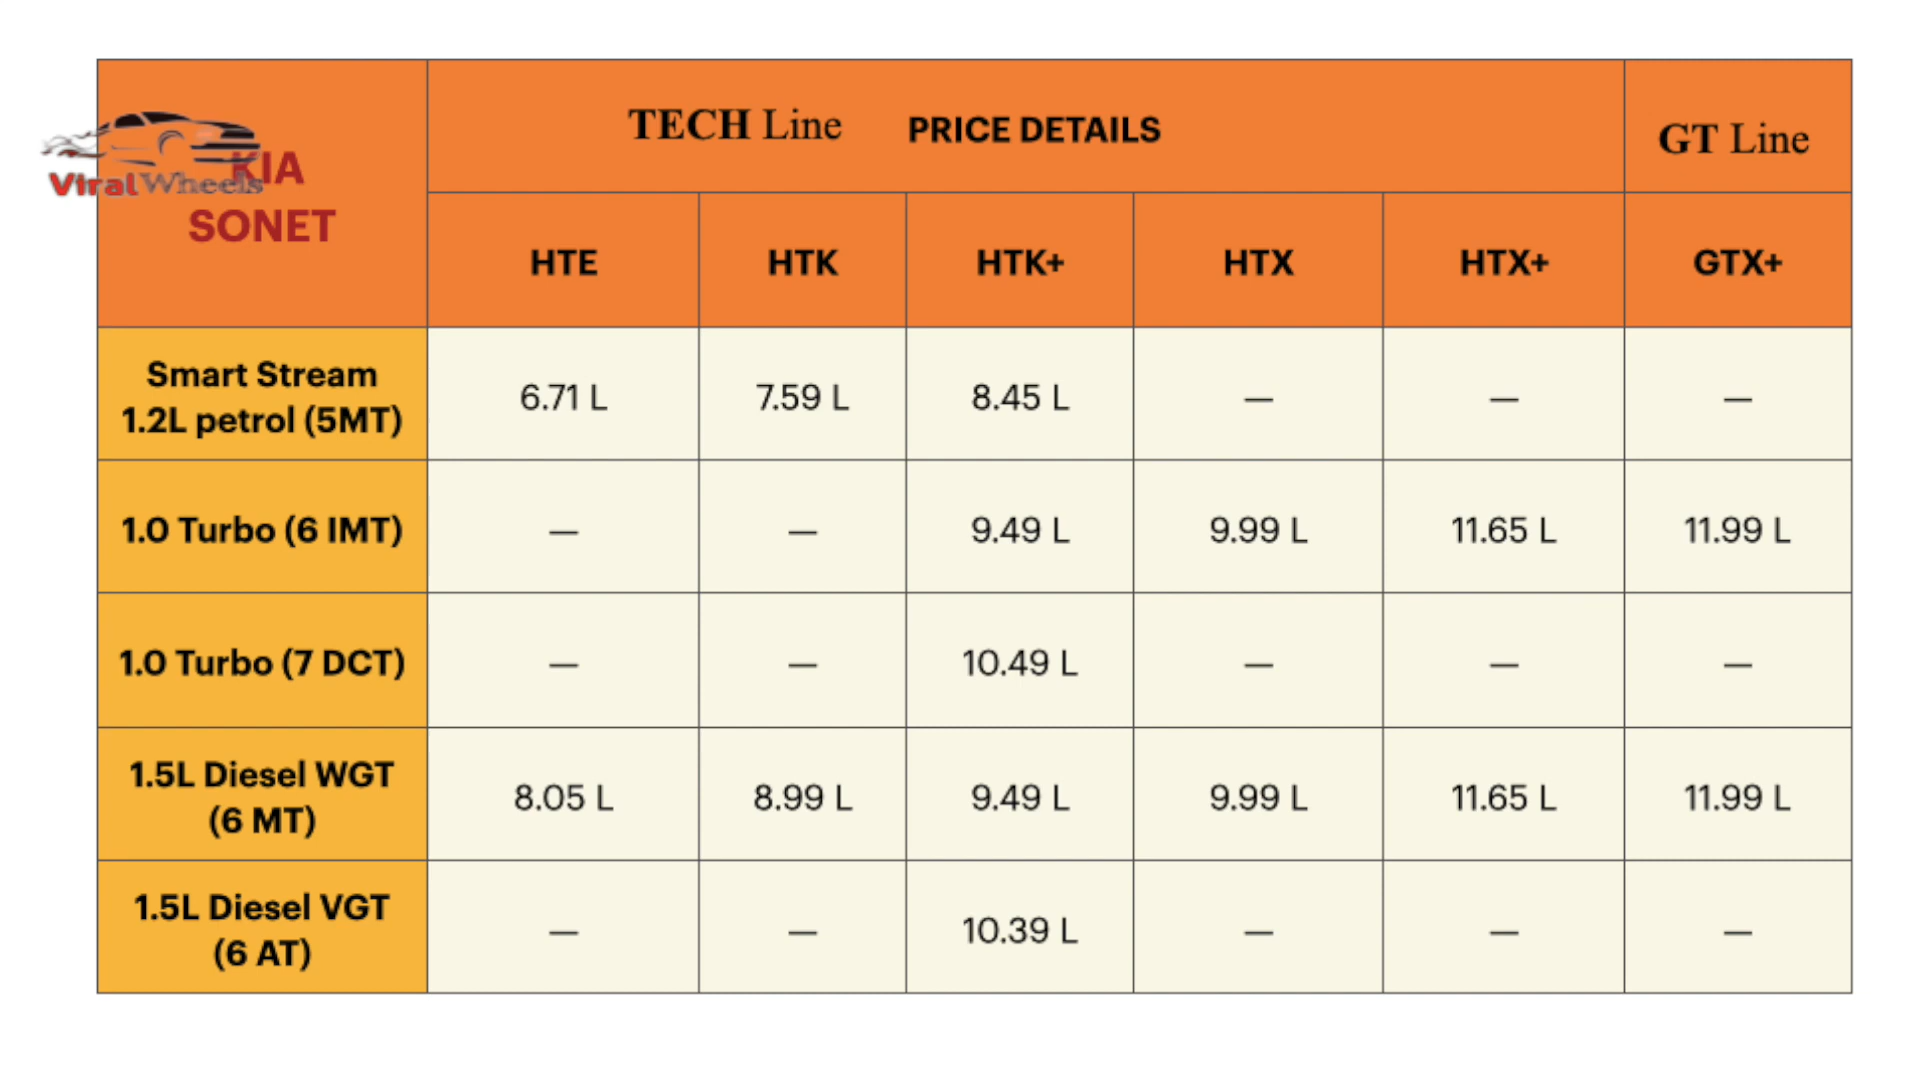 TECH Line PRICE DETAILS
GT Line
ViralWheels
KIA
SONET
HTE HTK HTK+ HTX HTX+ GTX+
Smart Stream
1.2L petrol (5MT)
6.71 L 7.59 L 8.45 L — — —
1.0 Turbo (6 IMT) — — 9.49 L 9.99 L 11.65 L 11.99 L
1.0 Turbo (7 DCT) — — 10.49 L — — —
1.5L Diesel WGT
(6 MT)
8.05 L 8.99 L 9.49 L 9.99 L 11.65 L 11.99 L
1.5L Diesel VGT
(6 AT)
— — 10.39 L — — —